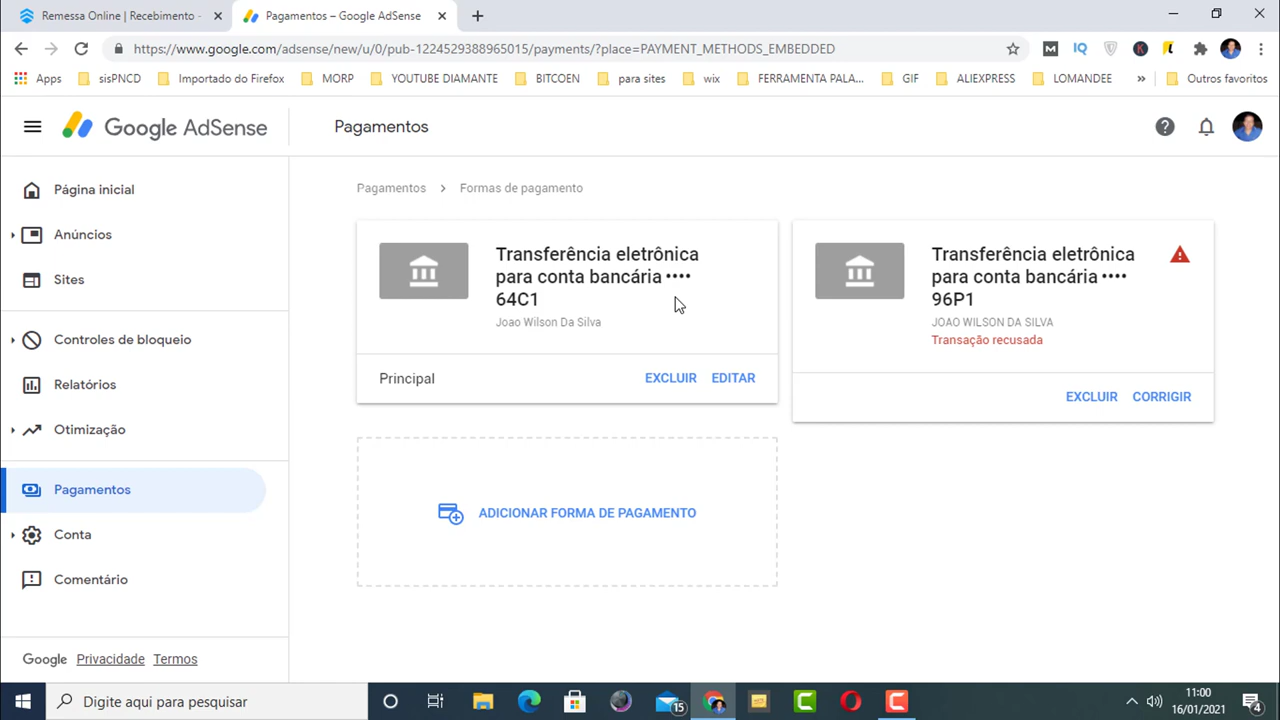 Remessa Online | Recebimento -
Pagamentos – Google AdSense
https://www.google.com/adsense/new/u/0/pub-1224529388965015/payments/?place=PAYMENT_METHODS_EMBEDDED
Apps
sisPNCD
Importado do Firefox
MORP
YOUTUBE DIAMANTE
BITCOEN
para sites
wix
FERRAMENTA PALA...
GIF
ALIEXPRESS
LOMANDEE
»
Outros favoritos
Google AdSense
Pagamentos
Página inicial
Anúncios
Sites
Controles de bloqueio
Relatórios
Otimização
Pagamentos
Conta
Comentário
Google Privacidade Termos
Pagamentos > Formas de pagamento
Transferência eletrônica
para conta bancária ••••
64C1
Joao Wilson Da Silva
Principal
EXCLUIR EDITAR
Transferência eletrônica
para conta bancária ••••
96P1
JOAO WILSON DA SILVA
Transação recusada
EXCLUIR CORRIGIR
ADICIONAR FORMA DE PAGAMENTO
Digite aqui para pesquisar
15
11:00
16/01/2021
4